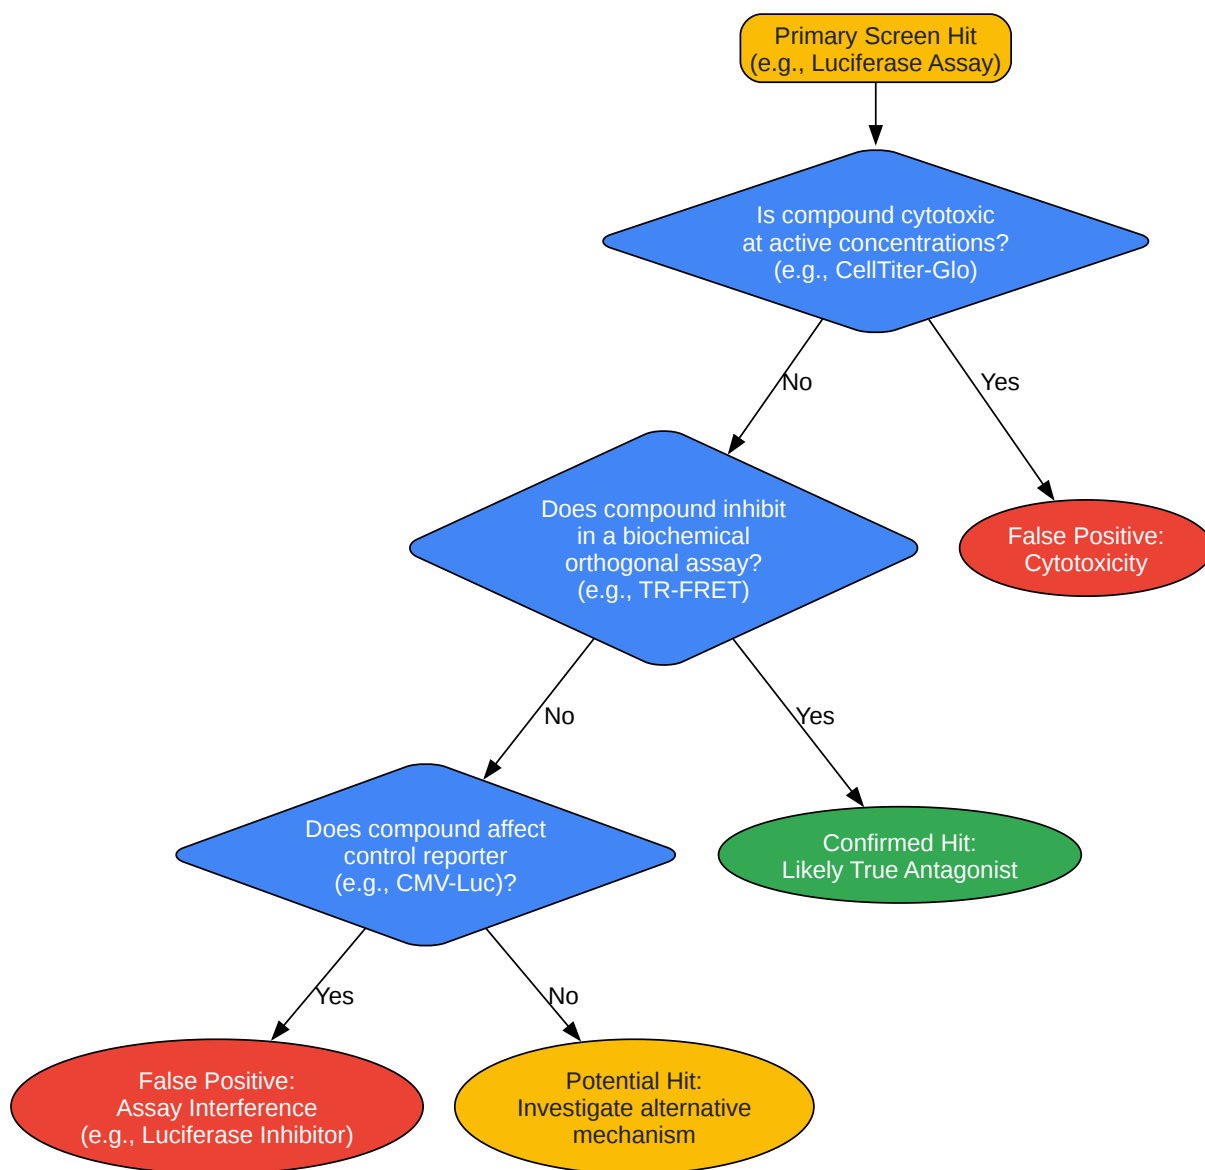 Primary Screen Hit
(e.g., Luciferase Assay)
Is compound cytotoxic
at active concentrations?
(e.g., CellTiter-Glo)
No
Yes
Does compound inhibit
in a biochemical
orthogonal assay?
(e.g., TR-FRET)
False Positive:
Cytotoxicity
No
Yes
Does compound affect
control reporter
(e.g., CMV-Luc)?
Confirmed Hit:
Likely True Antagonist
Yes
No
False Positive:
Assay Interference
(e.g., Luciferase Inhibitor)
Potential Hit:
Investigate alternative
mechanism